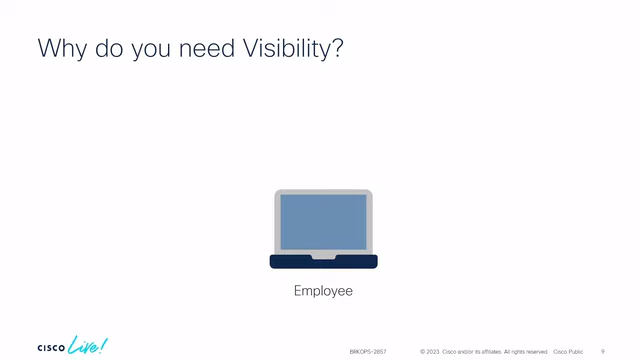 Why do you need Visibility?
Employee
CISCO Live!
BRKOPS-2857
© 2023 Cisco and/or its affiliates. All rights reserved. Cisco Public
9